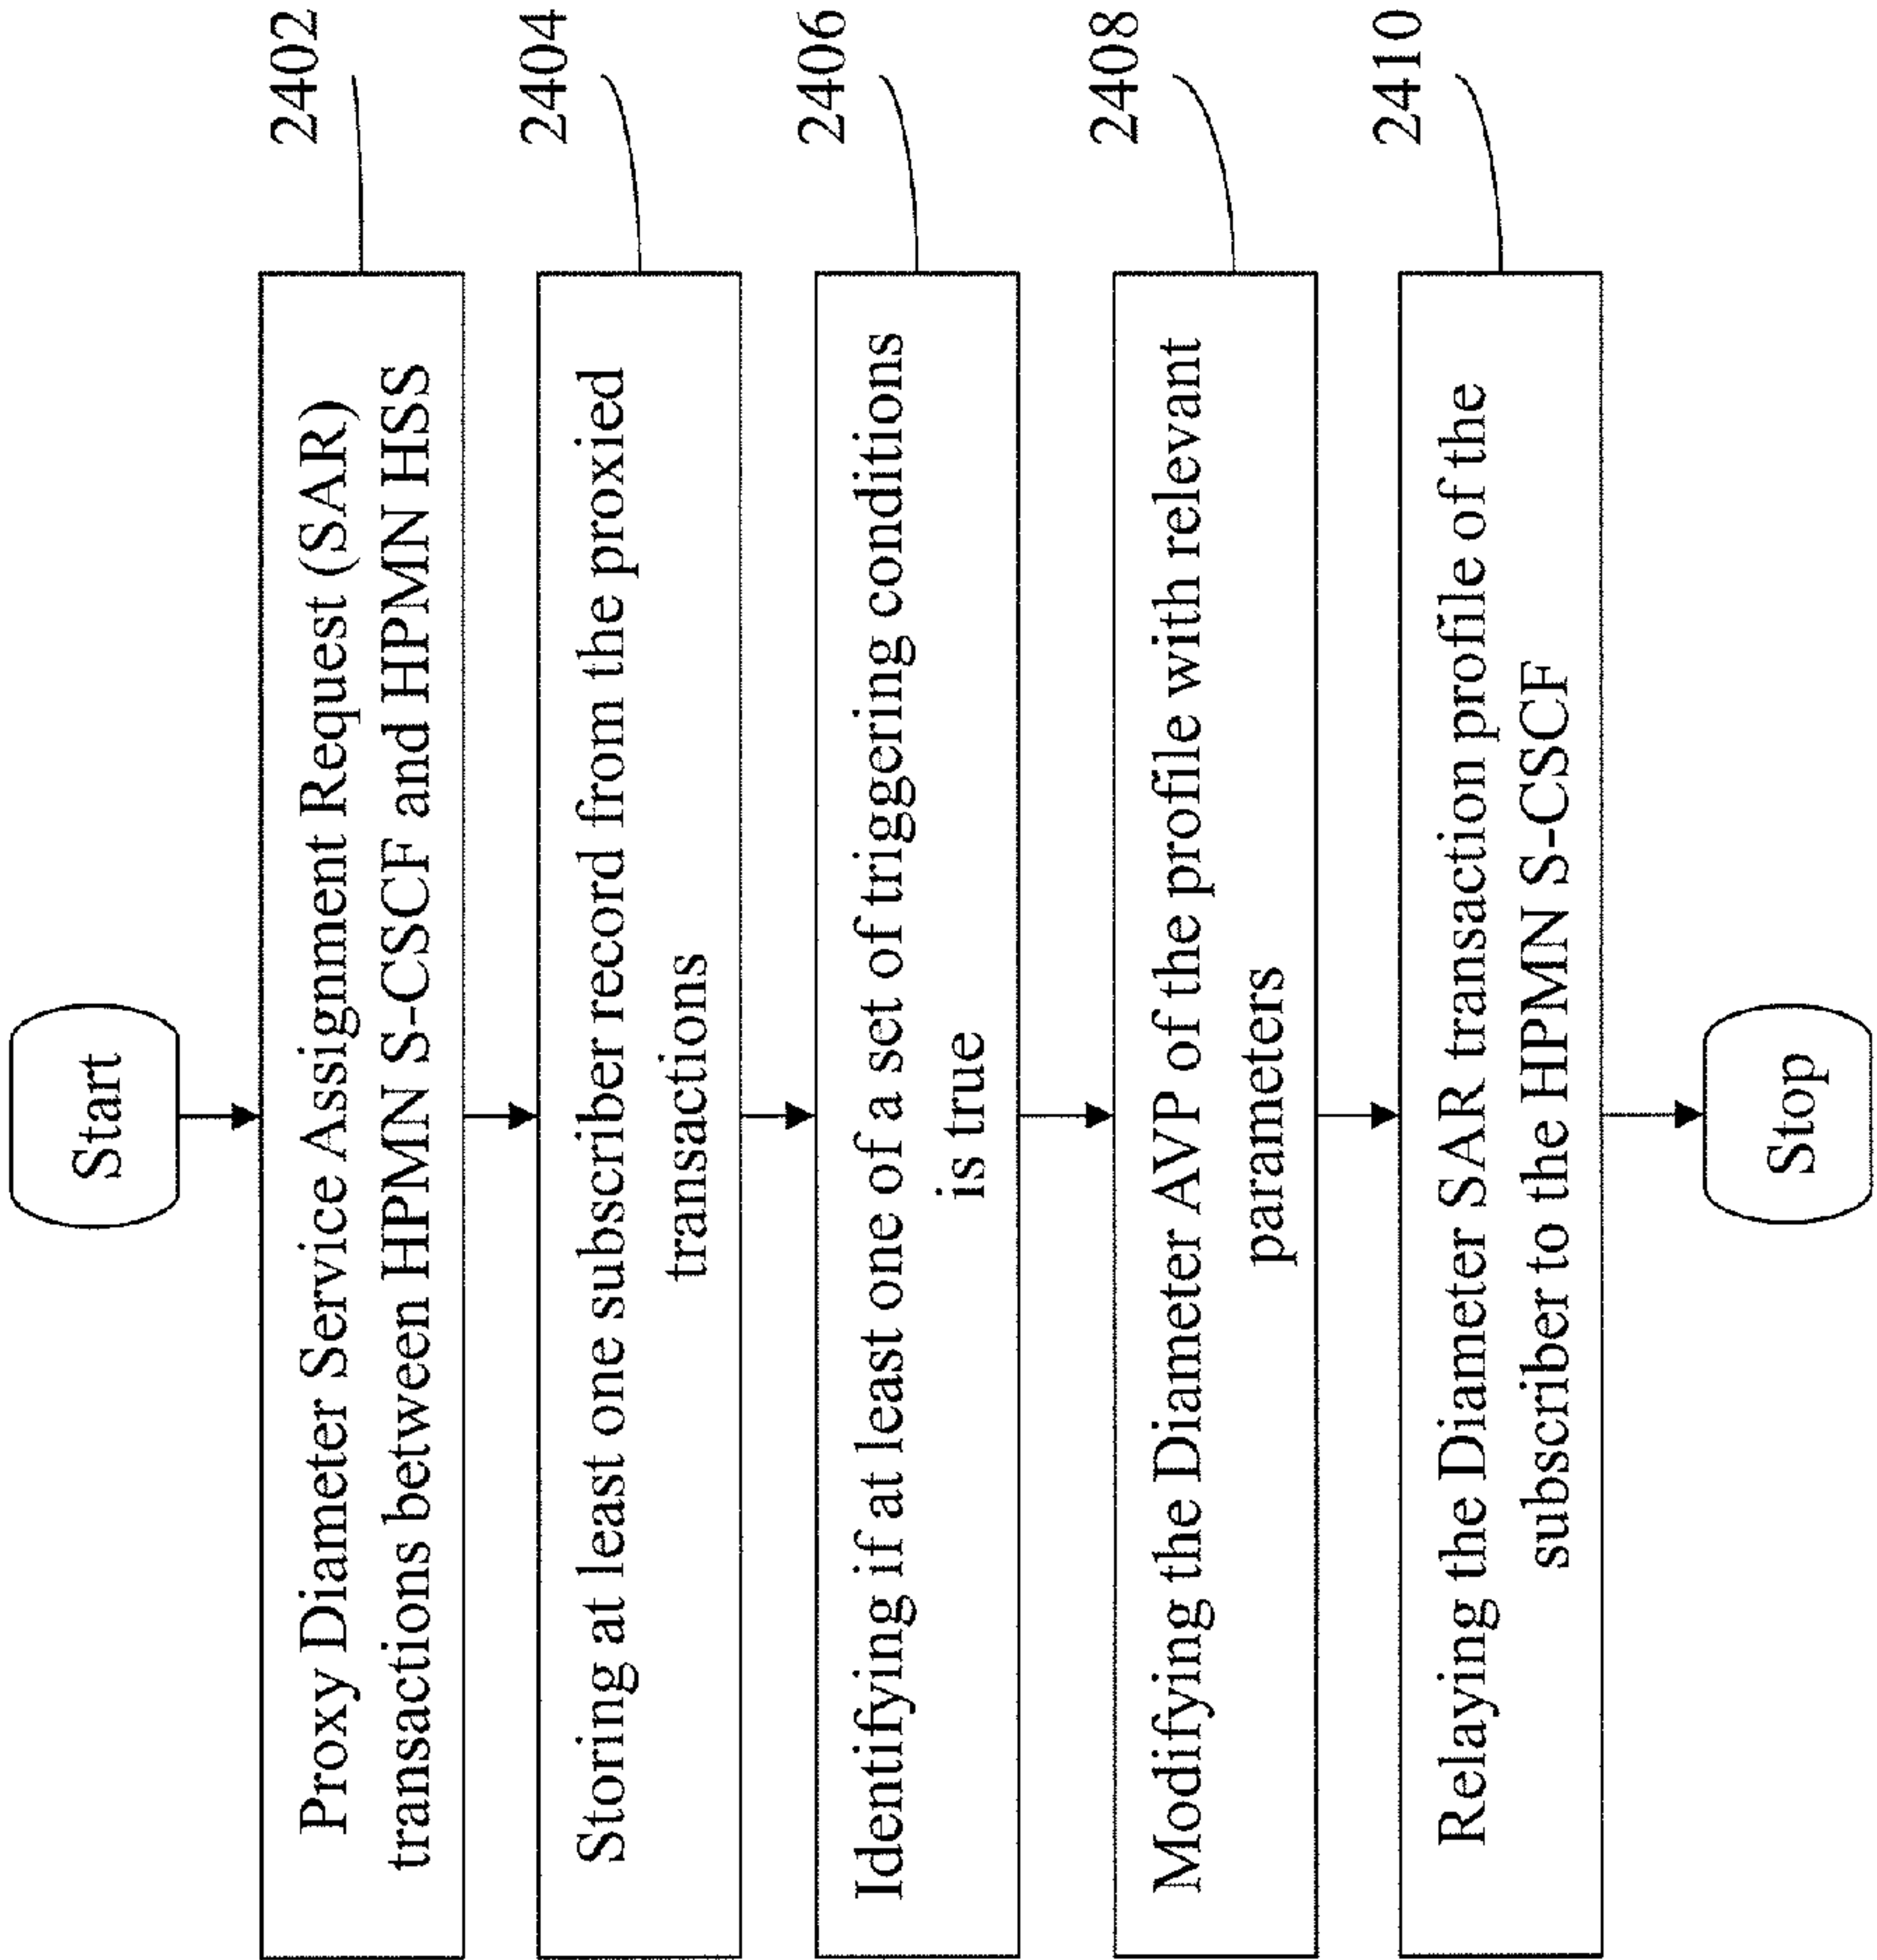 Start
Proxy Diameter Service Assignment Request (SAR)
transactions between HPMN S-CSCF and HPMN HSS
2402
Storing at least one subscriber record from the proxied
transactions
2404
Identifying if at least one of a set of triggering conditions
is true
2406
Modifying the Diameter AVP of the profile with relevant
parameters
2408
Relaying the Diameter SAR transaction profile of the
subscriber to the HPMN S-CSCF
2410
Stop